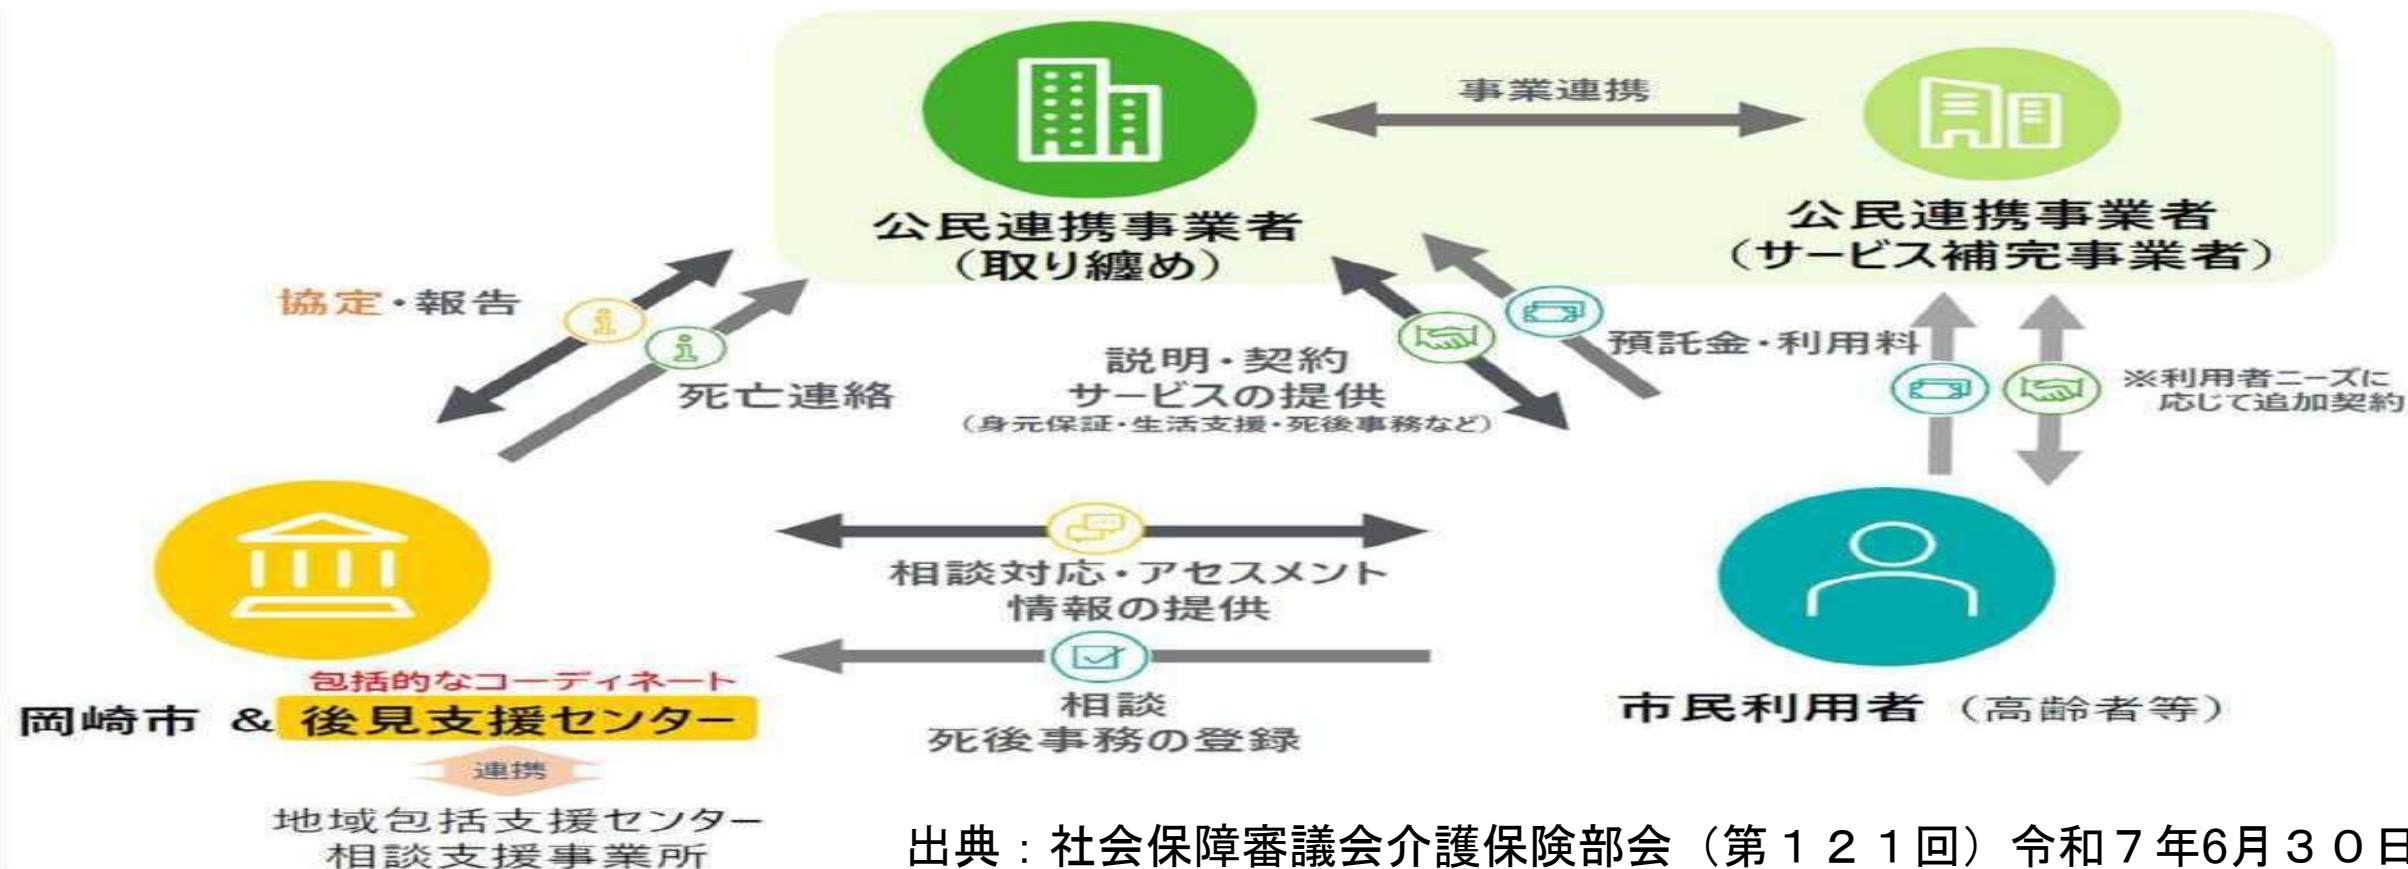 事業連携
公民連携事業者
（取り纏め）
公民連携事業者
（サービス補完事業者）
協定・報告
死亡連絡
説明・契約
サービスの提供
（身元保証・生活支援・死後事務など）
預託金・利用料
※利用者ニーズに
応じて追加契約
相談対応・アセスメント
情報の提供
相談
死後事務の登録
包括的なコーディネート
岡崎市 & 後見支援センター
市民利用者（高齢者等）
連携
地域包括支援センター
相談支援事業所
出典：社会保障審議会介護保険部会（第１２１回）令和７年6月３０日